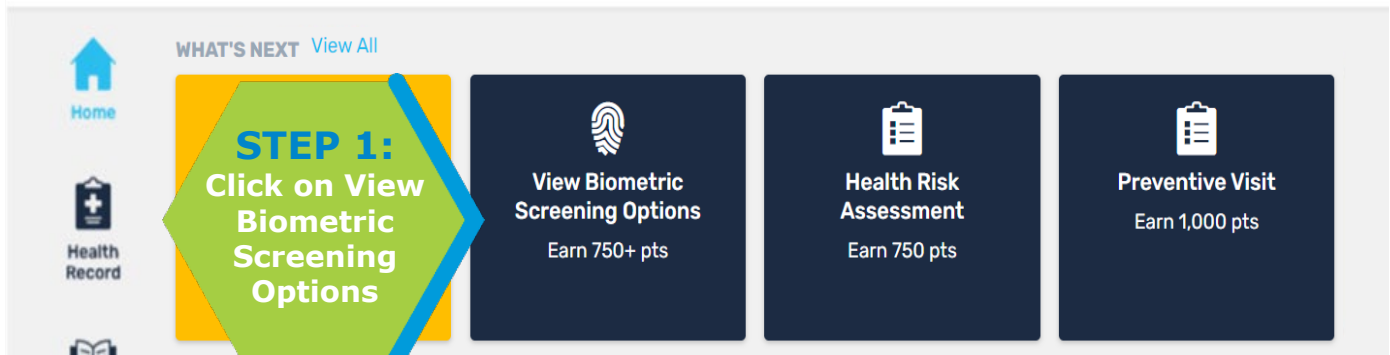 WHAT'S NEXT View All
Home
Health
Record
STEP 1:
Click on View
Biometric
Screening
Options
View Biometric
Screening Options
Earn 750+ pts
Health Risk
Assessment
Earn 750 pts
Preventive Visit
Earn 1,000 pts